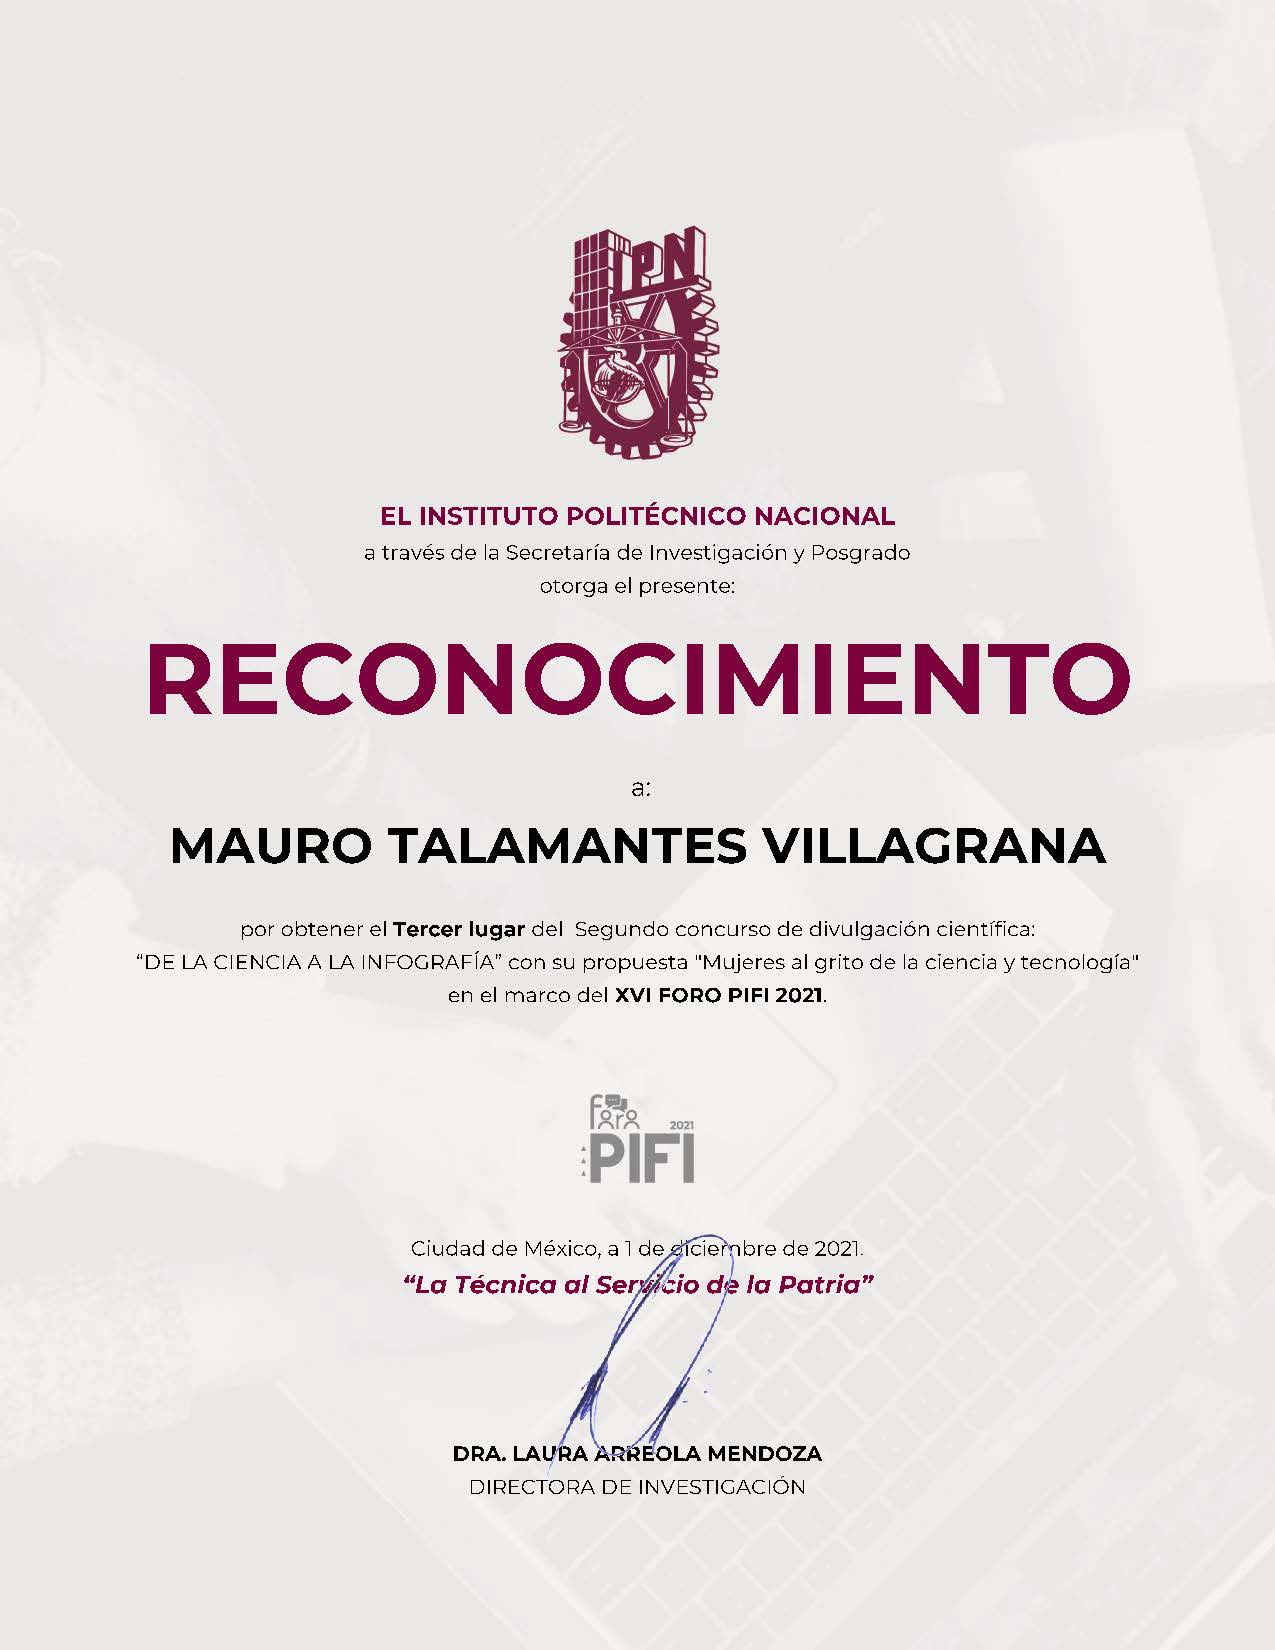 IPN
EL INSTITUTO POLITÉCNICO NACIONAL
a través de la Secretaría de Investigación y Posgrado
otorga el presente:
RECONOCIMIENTO
a:
MAURO TALAMANTES VILLAGRANA
por obtener el Tercer lugar del Segundo concurso de divulgación científica:
“DE LA CIENCIA A LA INFOGRAFÍA” con su propuesta "Mujeres al grito de la ciencia y tecnología"
en el marco del XVI FORO PIFI 2021.
foro 2021
PIFI
Ciudad de México, a 1 de diciembre de 2021.
“La Técnica al Servicio de la Patria”
DRA. LAURA ARREOLA MENDOZA
DIRECTORA DE INVESTIGACIÓN